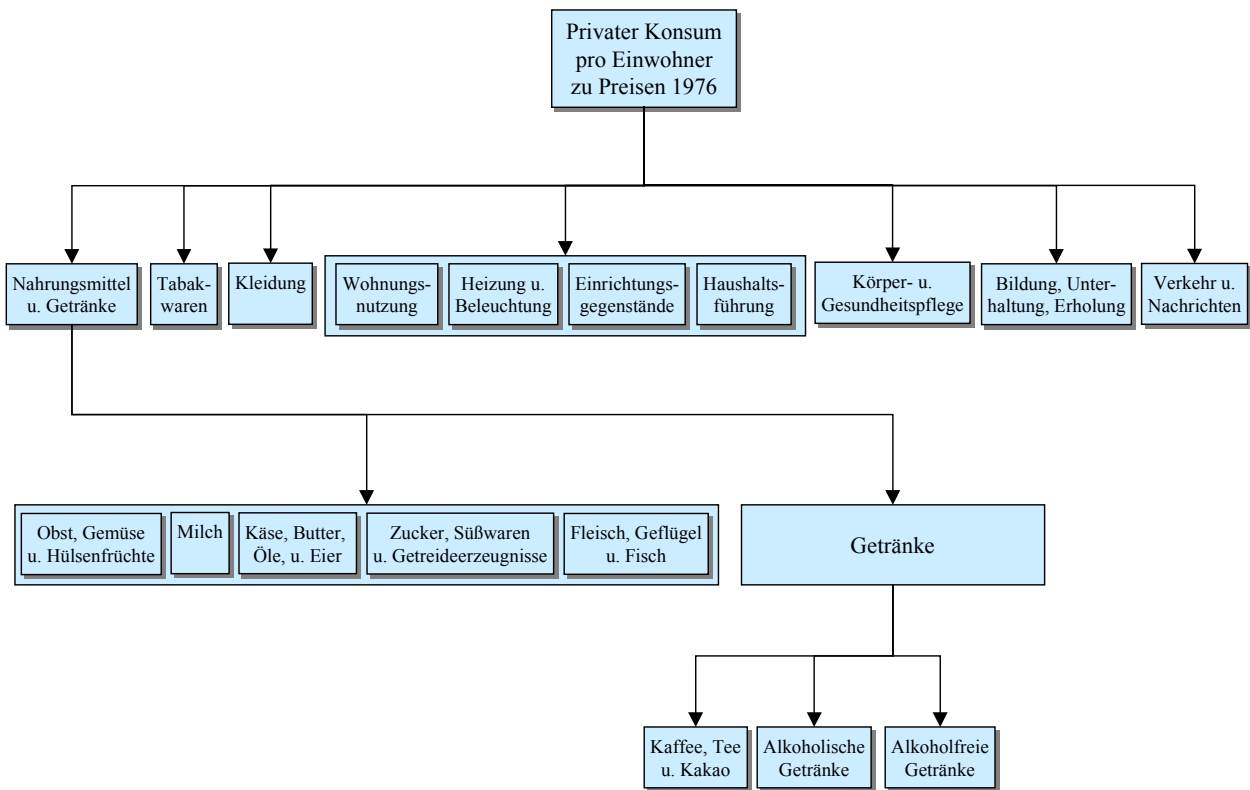 Privater Konsum
pro Einwohner
zu Preisen 1976
Nahrungsmittel
u. Getränke
Tabak-
waren
Kleidung
Wohnungs-
nutzung
Heizung u.
Beleuchtung
Einrichtungs-
gegenstände
Haushalts-
führung
Körper- u.
Gesundheitspflege
Bildung, Unter-
haltung, Erholung
Verkehr u.
Nachrichten
Obst, Gemüse
u. Hülsenfrüchte
Milch
Käse, Butter,
Öle, u. Eier
Zucker, Süßwaren
u. Getreideerzeugnisse
Fleisch, Geflügel
u. Fisch
Getränke
Kaffee, Tee
u. Kakao
Alkoholische
Getränke
Alkoholfreie
Getränke